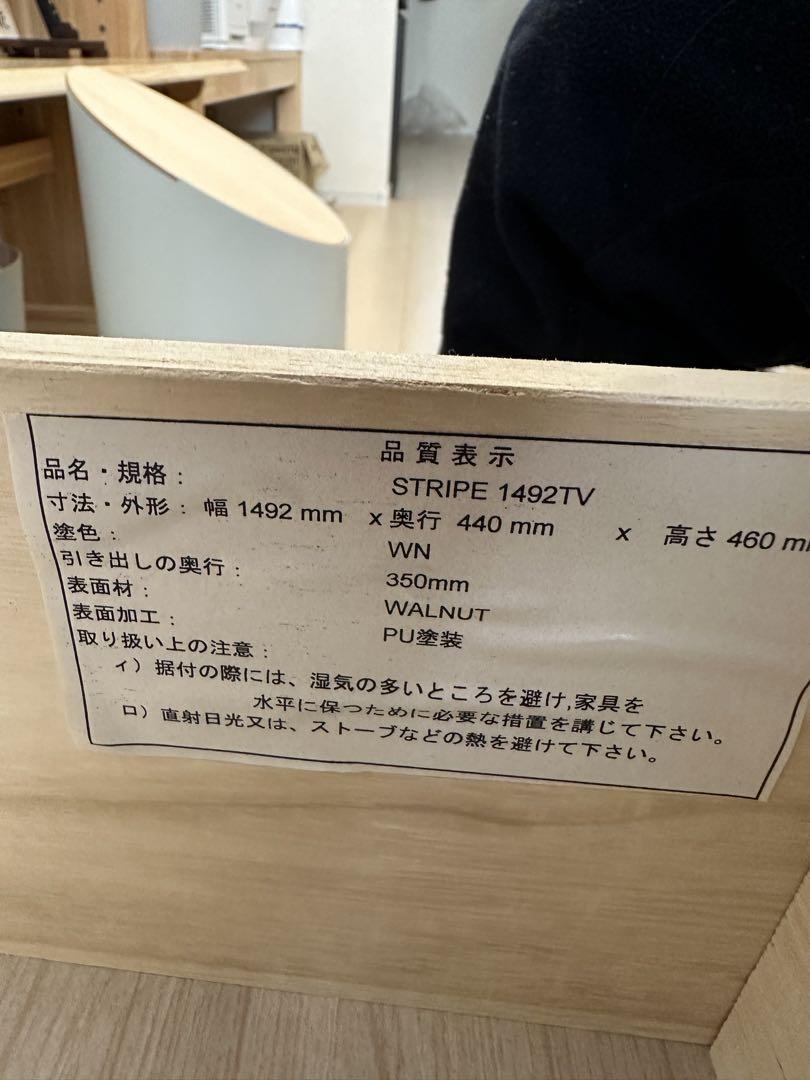 品質表示
品名・規格： STRIPE 1492TV
寸法・外形： 幅 1492 mm x 奥行 440 mm x 高さ 460 mm
塗色： WN
引き出しの奥行： 350mm
表面材： WALNUT
表面加工： PU塗装
取り扱い上の注意：
ィ）据付の際には、湿気の多いところを避け,家具を
水平に保つために必要な措置を講じて下さい。
ロ）直射日光又は、ストーブなどの熱を避けて下さい。